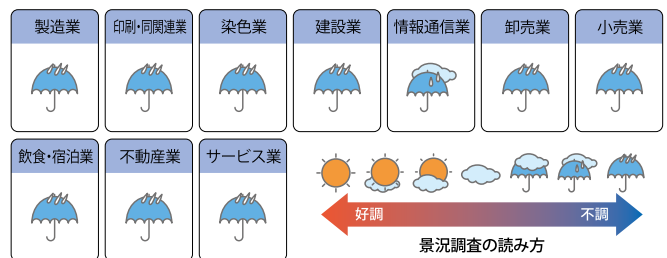 製造業
印刷・同関連業
染色業
建設業
情報通信業
卸売業
小売業
飲食・宿泊業
不動産業
サービス業
好調
不調
景況調査の読み方